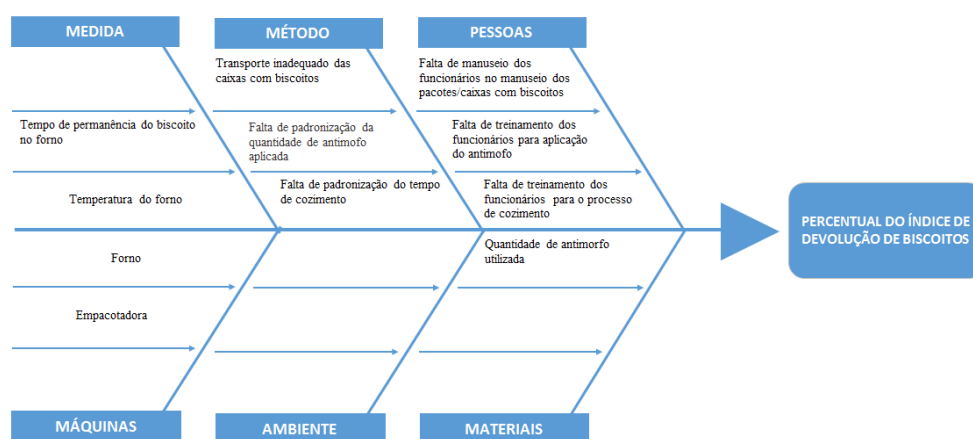 MEDIDA
MÉTODO
PESSOAS
Transporte inadequado das
caixas com biscoitos
Falta de manuseio dos
funcionários no manuseio dos
pacotes/caixas com biscoitos
Tempo de permanência do biscoito
no forno
Falta de padronização da
quantidade de antimofo
aplicada
Falta de treinamento dos
funcionários para aplicação
do antimofo
Temperatura do forno
Falta de padronização do tempo
de cozimento
Falta de treinamento dos
funcionários para o processo
de cozimento
PERCENTUAL DO ÍNDICE DE
DEVOLUÇÃO DE BISCOITOS
Forno
Quantidade de antimorfo
utilizada
Empacotadora
MÁQUINAS
AMBIENTE
MATERIAIS